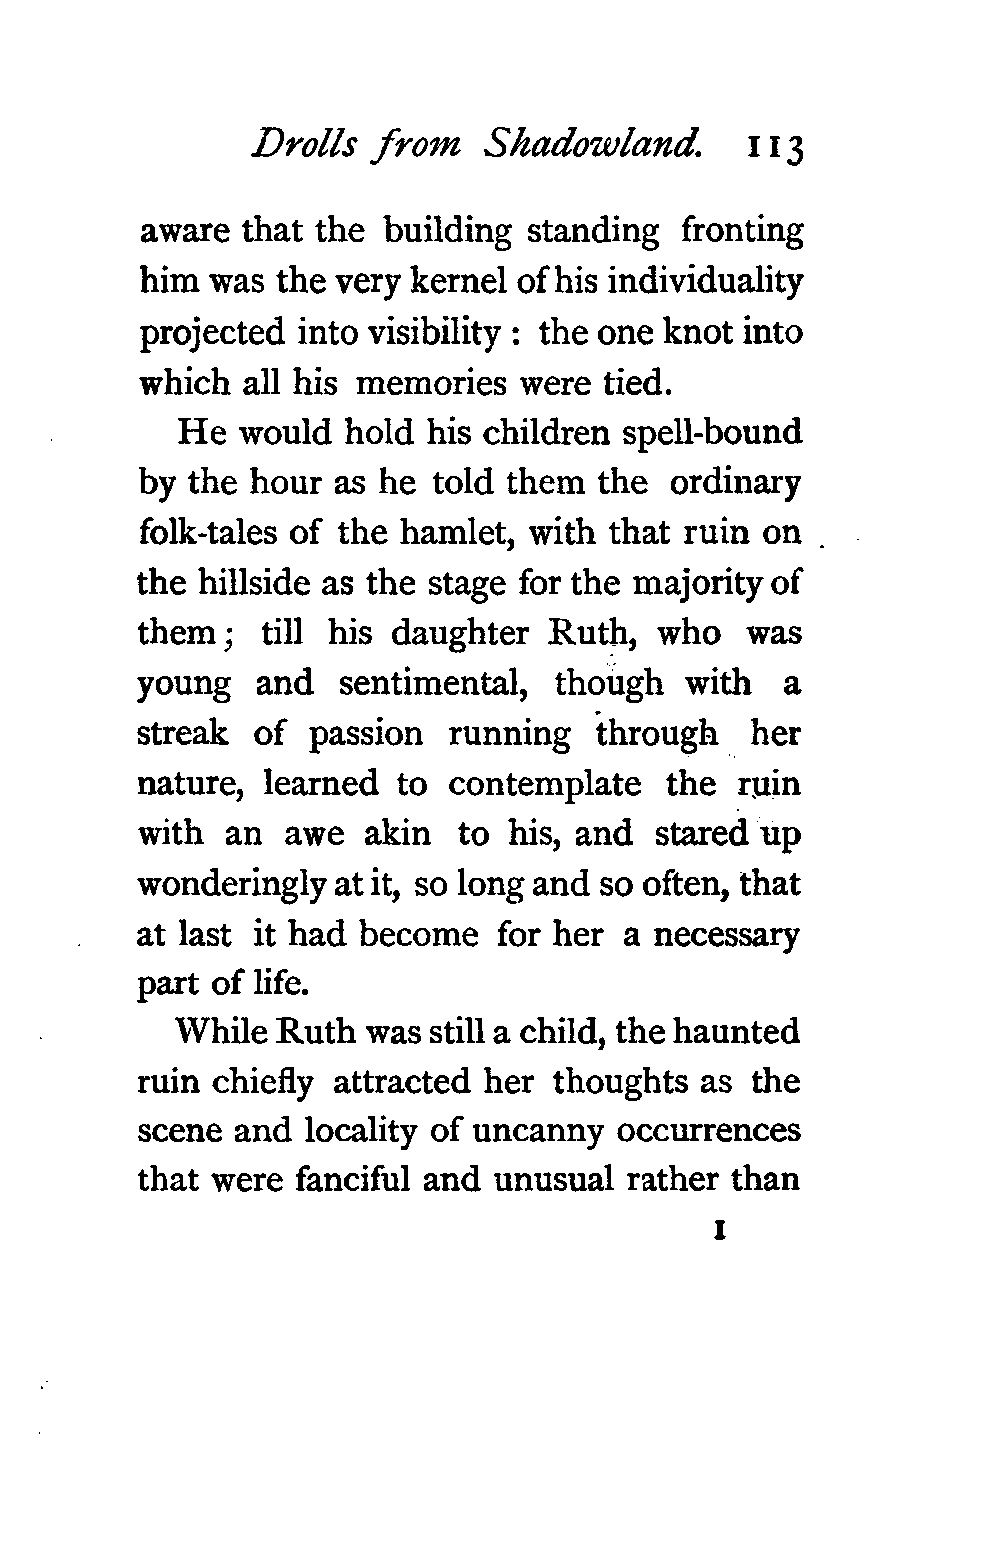 Drolls from Shadowland. 113
aware that the building standing fronting
him was the very kernel of his individuality
projected into visibility : the one knot into
which all his memories were tied.
He would hold his children spell-bound
by the hour as he told them the ordinary
folk-tales of the hamlet, with that ruin on
the hillside as the stage for the majority of
them ; till his daughter Ruth, who was
young and sentimental, though with a
streak of passion running through her
nature, learned to contemplate the ruin
with an awe akin to his, and stared up
wonderingly at it, so long and so often, that
at last it had become for her a necessary
part of life.
While Ruth was still a child, the haunted
ruin chiefly attracted her thoughts as the
scene and locality of uncanny occurrences
that were fanciful and unusual rather than
I